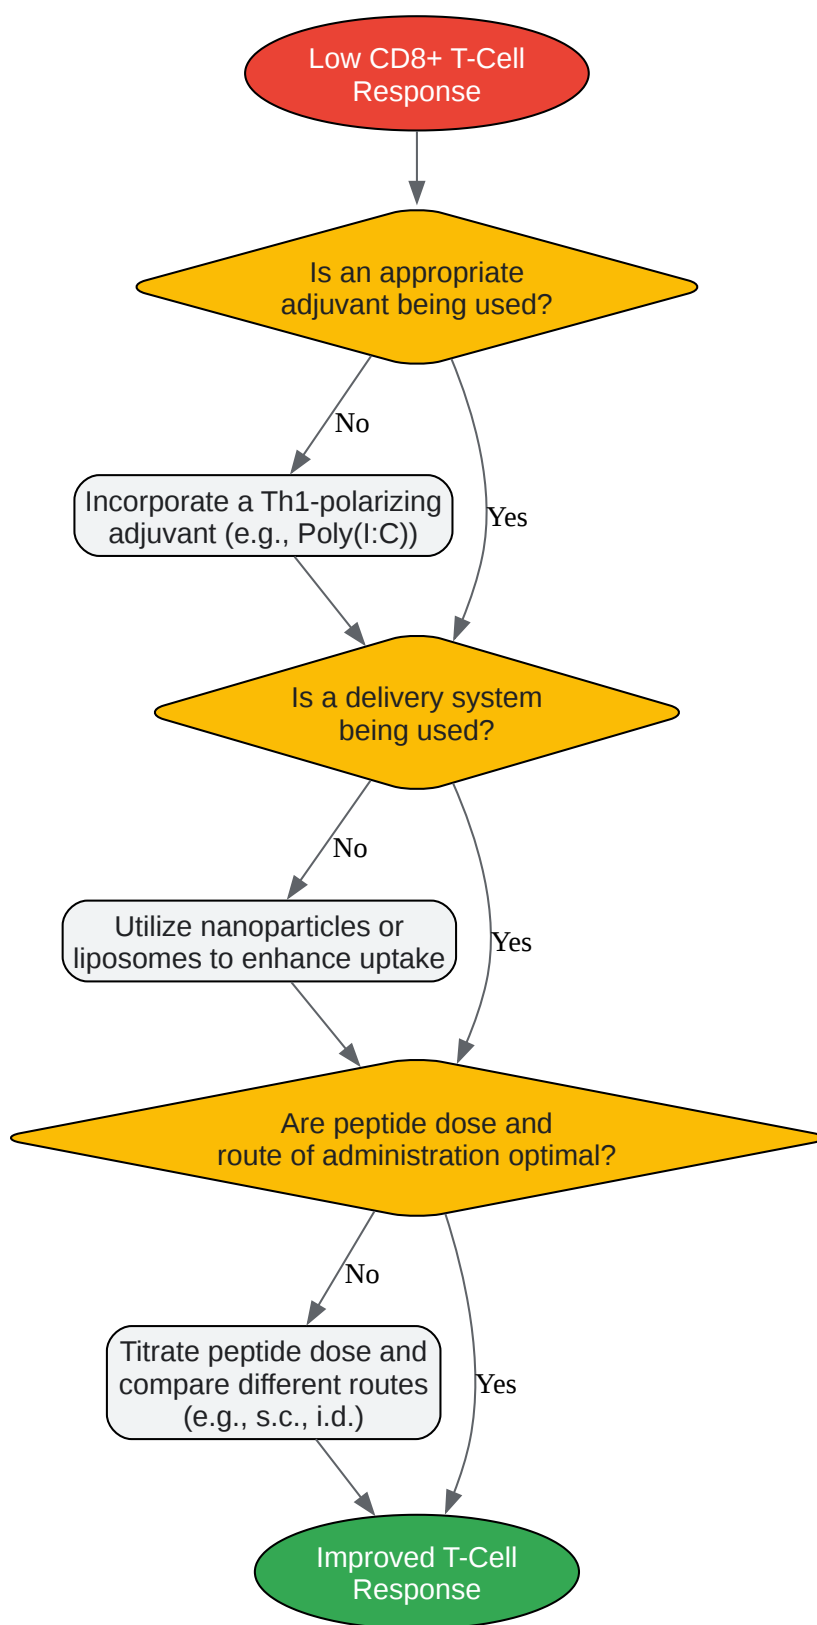 Low CD8+ T-Cell
Response
Is an appropriate
adjuvant being used?
No
Incorporate a Th1-polarizing
adjuvant (e.g., Poly(I:C))
Yes
Is a delivery system
being used?
No
Utilize nanoparticles or
liposomes to enhance uptake
Yes
Are peptide dose and
route of administration optimal?
No
Titrate peptide dose and
compare different routes
(e.g., s.c., i.d.)
Yes
Improved T-Cell
Response